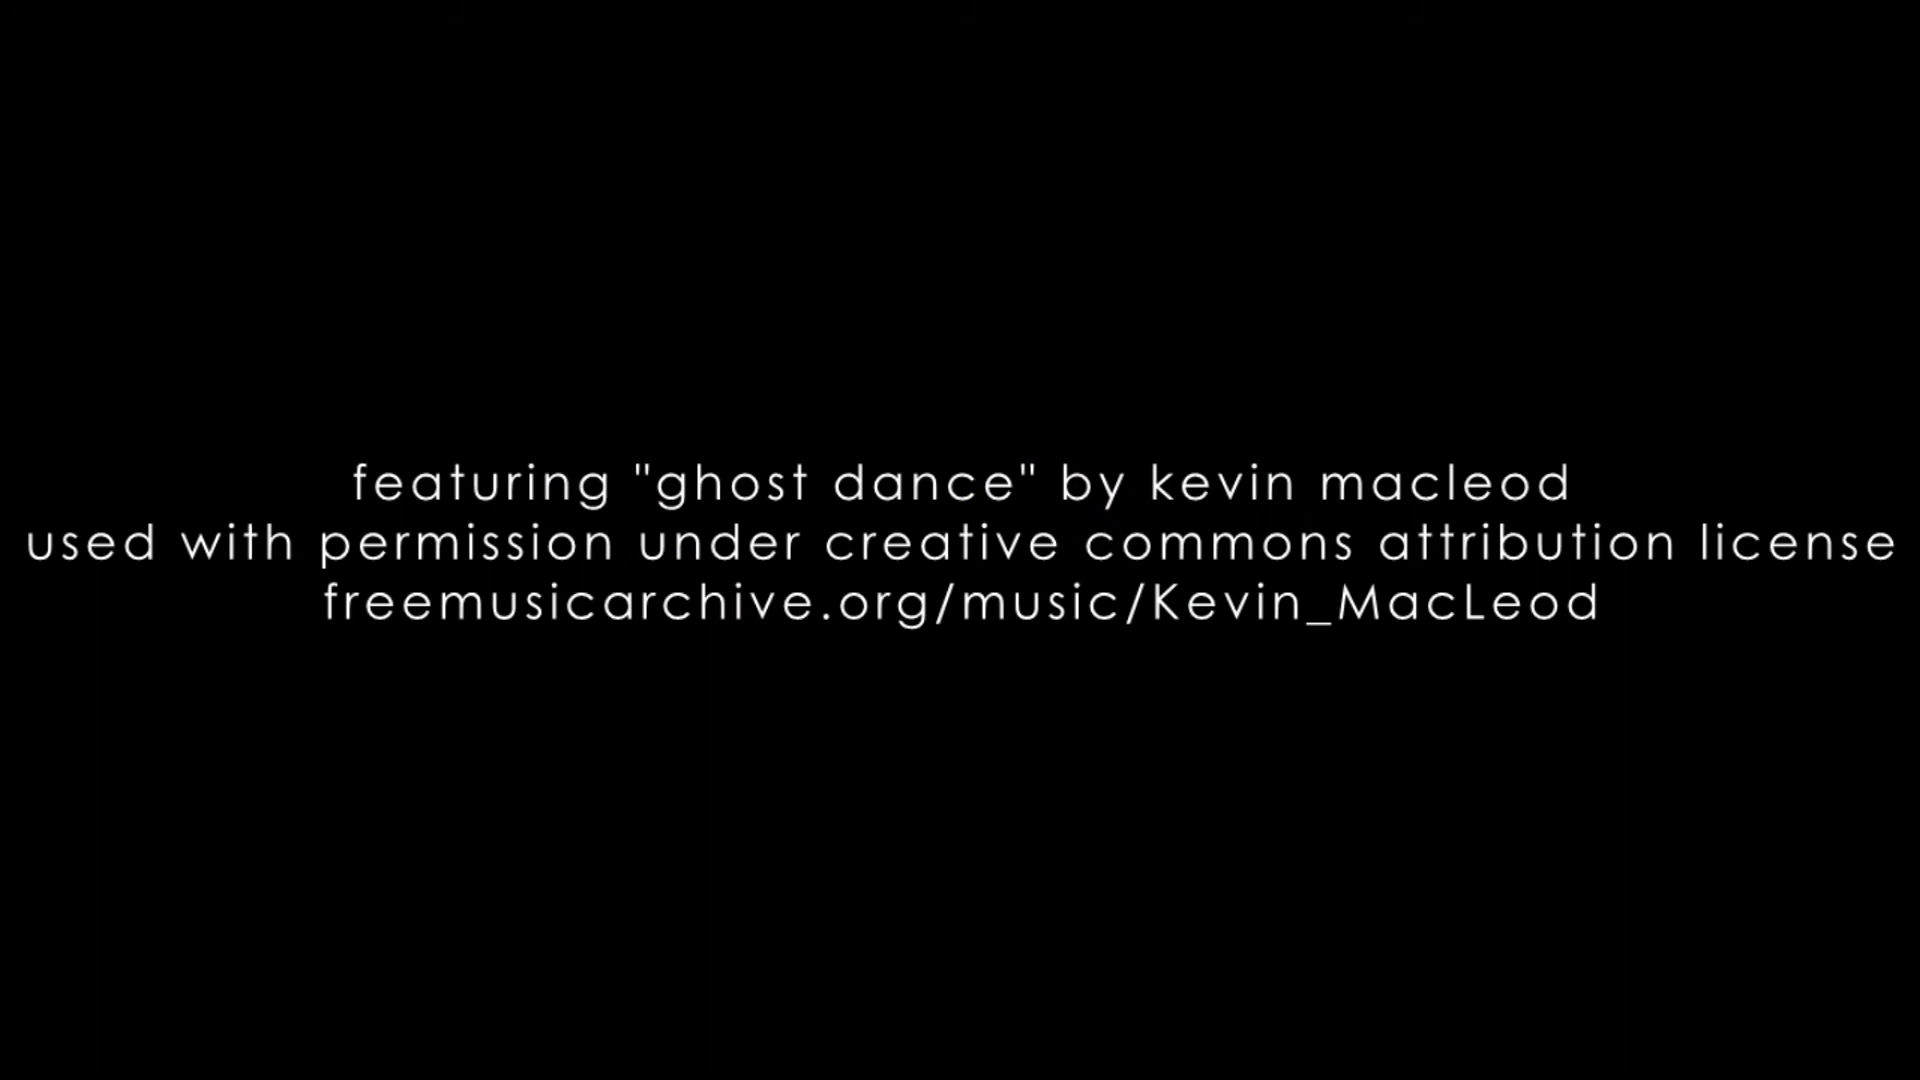 featuring "ghost dance" by kevin macleod
used with permission under creative commons attribution license
freemusicarchive.org/music/Kevin_MacLeod